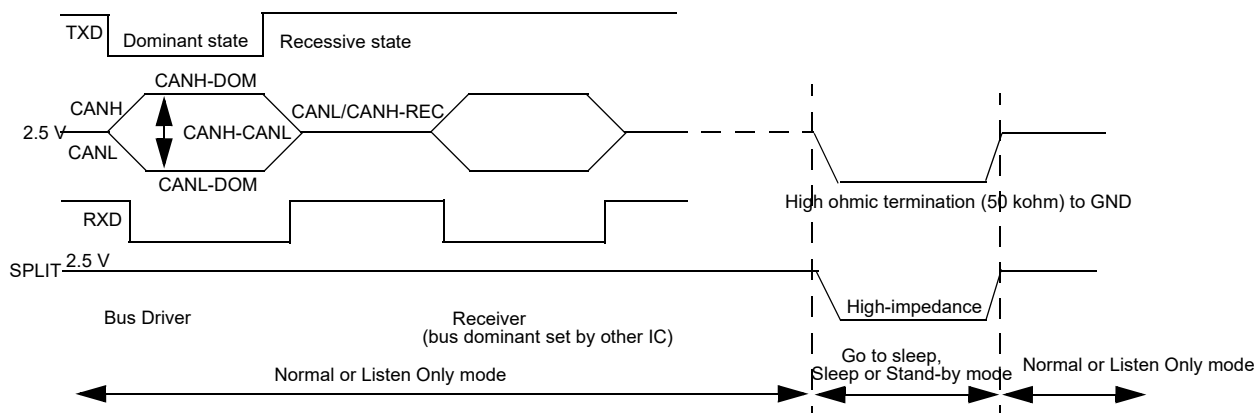 TXD
Dominant state
Recessive state
CANH-DOM
CANH
CANL/CANH-REC
2.5 V
CANH-CANL
CANL
CANL-DOM
High ohmic termination (50 kohm) to GND
RXD
2.5 V
SPLIT
High-impedance
Bus Driver
Receiver
(bus dominant set by other IC)
Go to sleep,
Sleep or Stand-by mode
Normal or Listen Only mode
Normal or Listen Only mode